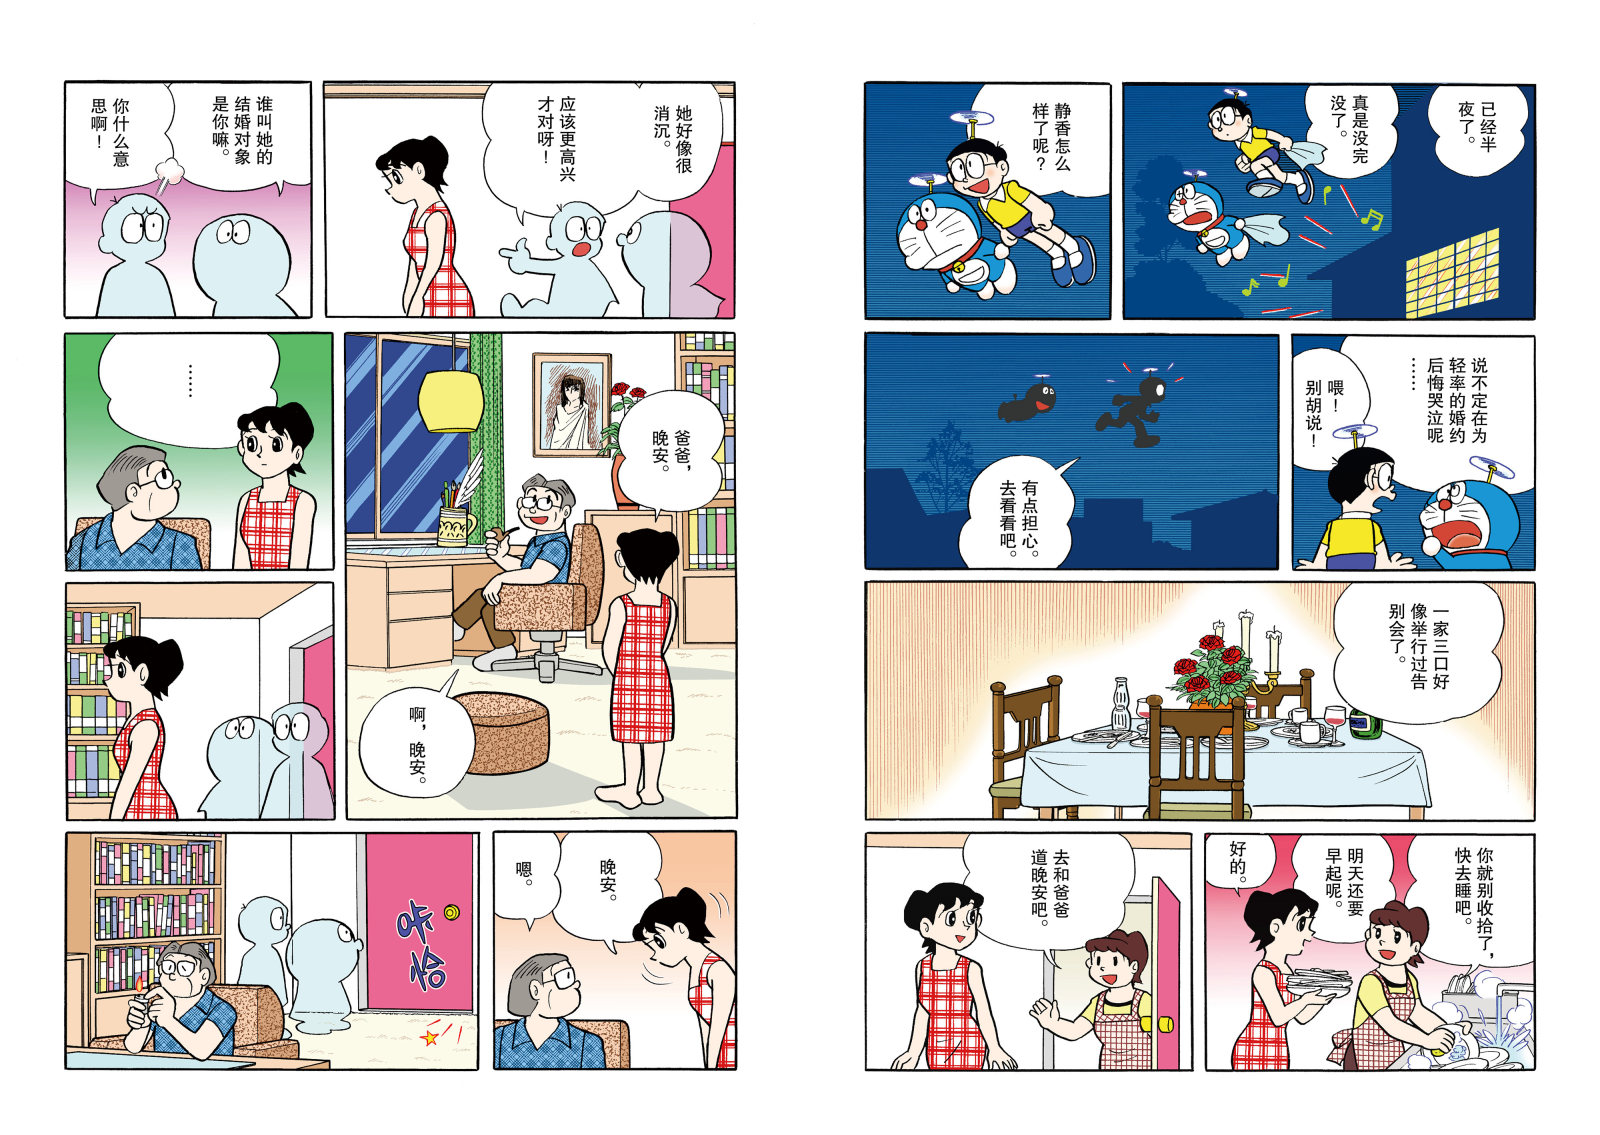 已经半
夜了。
真是没完
没了。
静香怎么
样了呢？
说不定在为
轻率的婚约
后悔哭泣呢
……
喂！
别胡说！
有点担心。
去看看吧。
一家三口好
像举行过告
别会了。
你就别收拾了，
快去睡吧。
明天还要
早起呢。
好的。
去和爸爸
道晚安吧。
她好像很
消沉。
应该更高兴
才对呀！
谁叫她的
结婚对象
是你嘛。
你什么意
思啊！
爸爸，
晚安。
啊，晚安。
……
晚安。
嗯。
咔恰